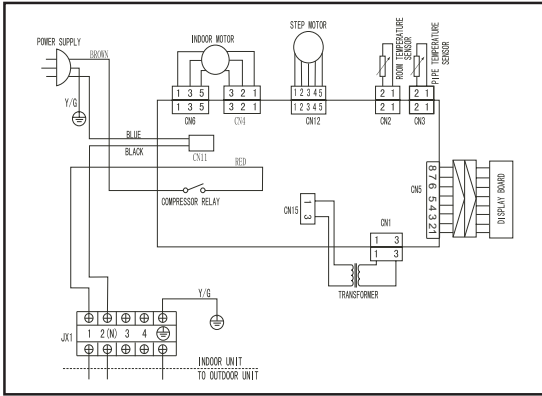 POWER SUPPLY
BROWN
INDOOR MOTOR
STEP MOTOR
ROOM TEMPERATURE
SENSOR
PIPE TEMPERATURE
SENSOR
1 3 5
3 2 1
1 2 3 4 5
2 1
2 1
1 3 5
3 2 1
1 2 3 4 5
2 1
2 1
CN6
CN4
CN12
CN2
CN3
Y/G
BLUE
BLACK
CN11
RED
COMPRESSOR RELAY
CN5
8 7 6 5 4 3 2 1
DISPLAY BOARD
CN15
1 3
CN1
1 3
1 3
TRANSFORMER
Y/G
JX1
1 2(N) 3 4
INDOOR UNIT
TO OUTDOOR UNIT